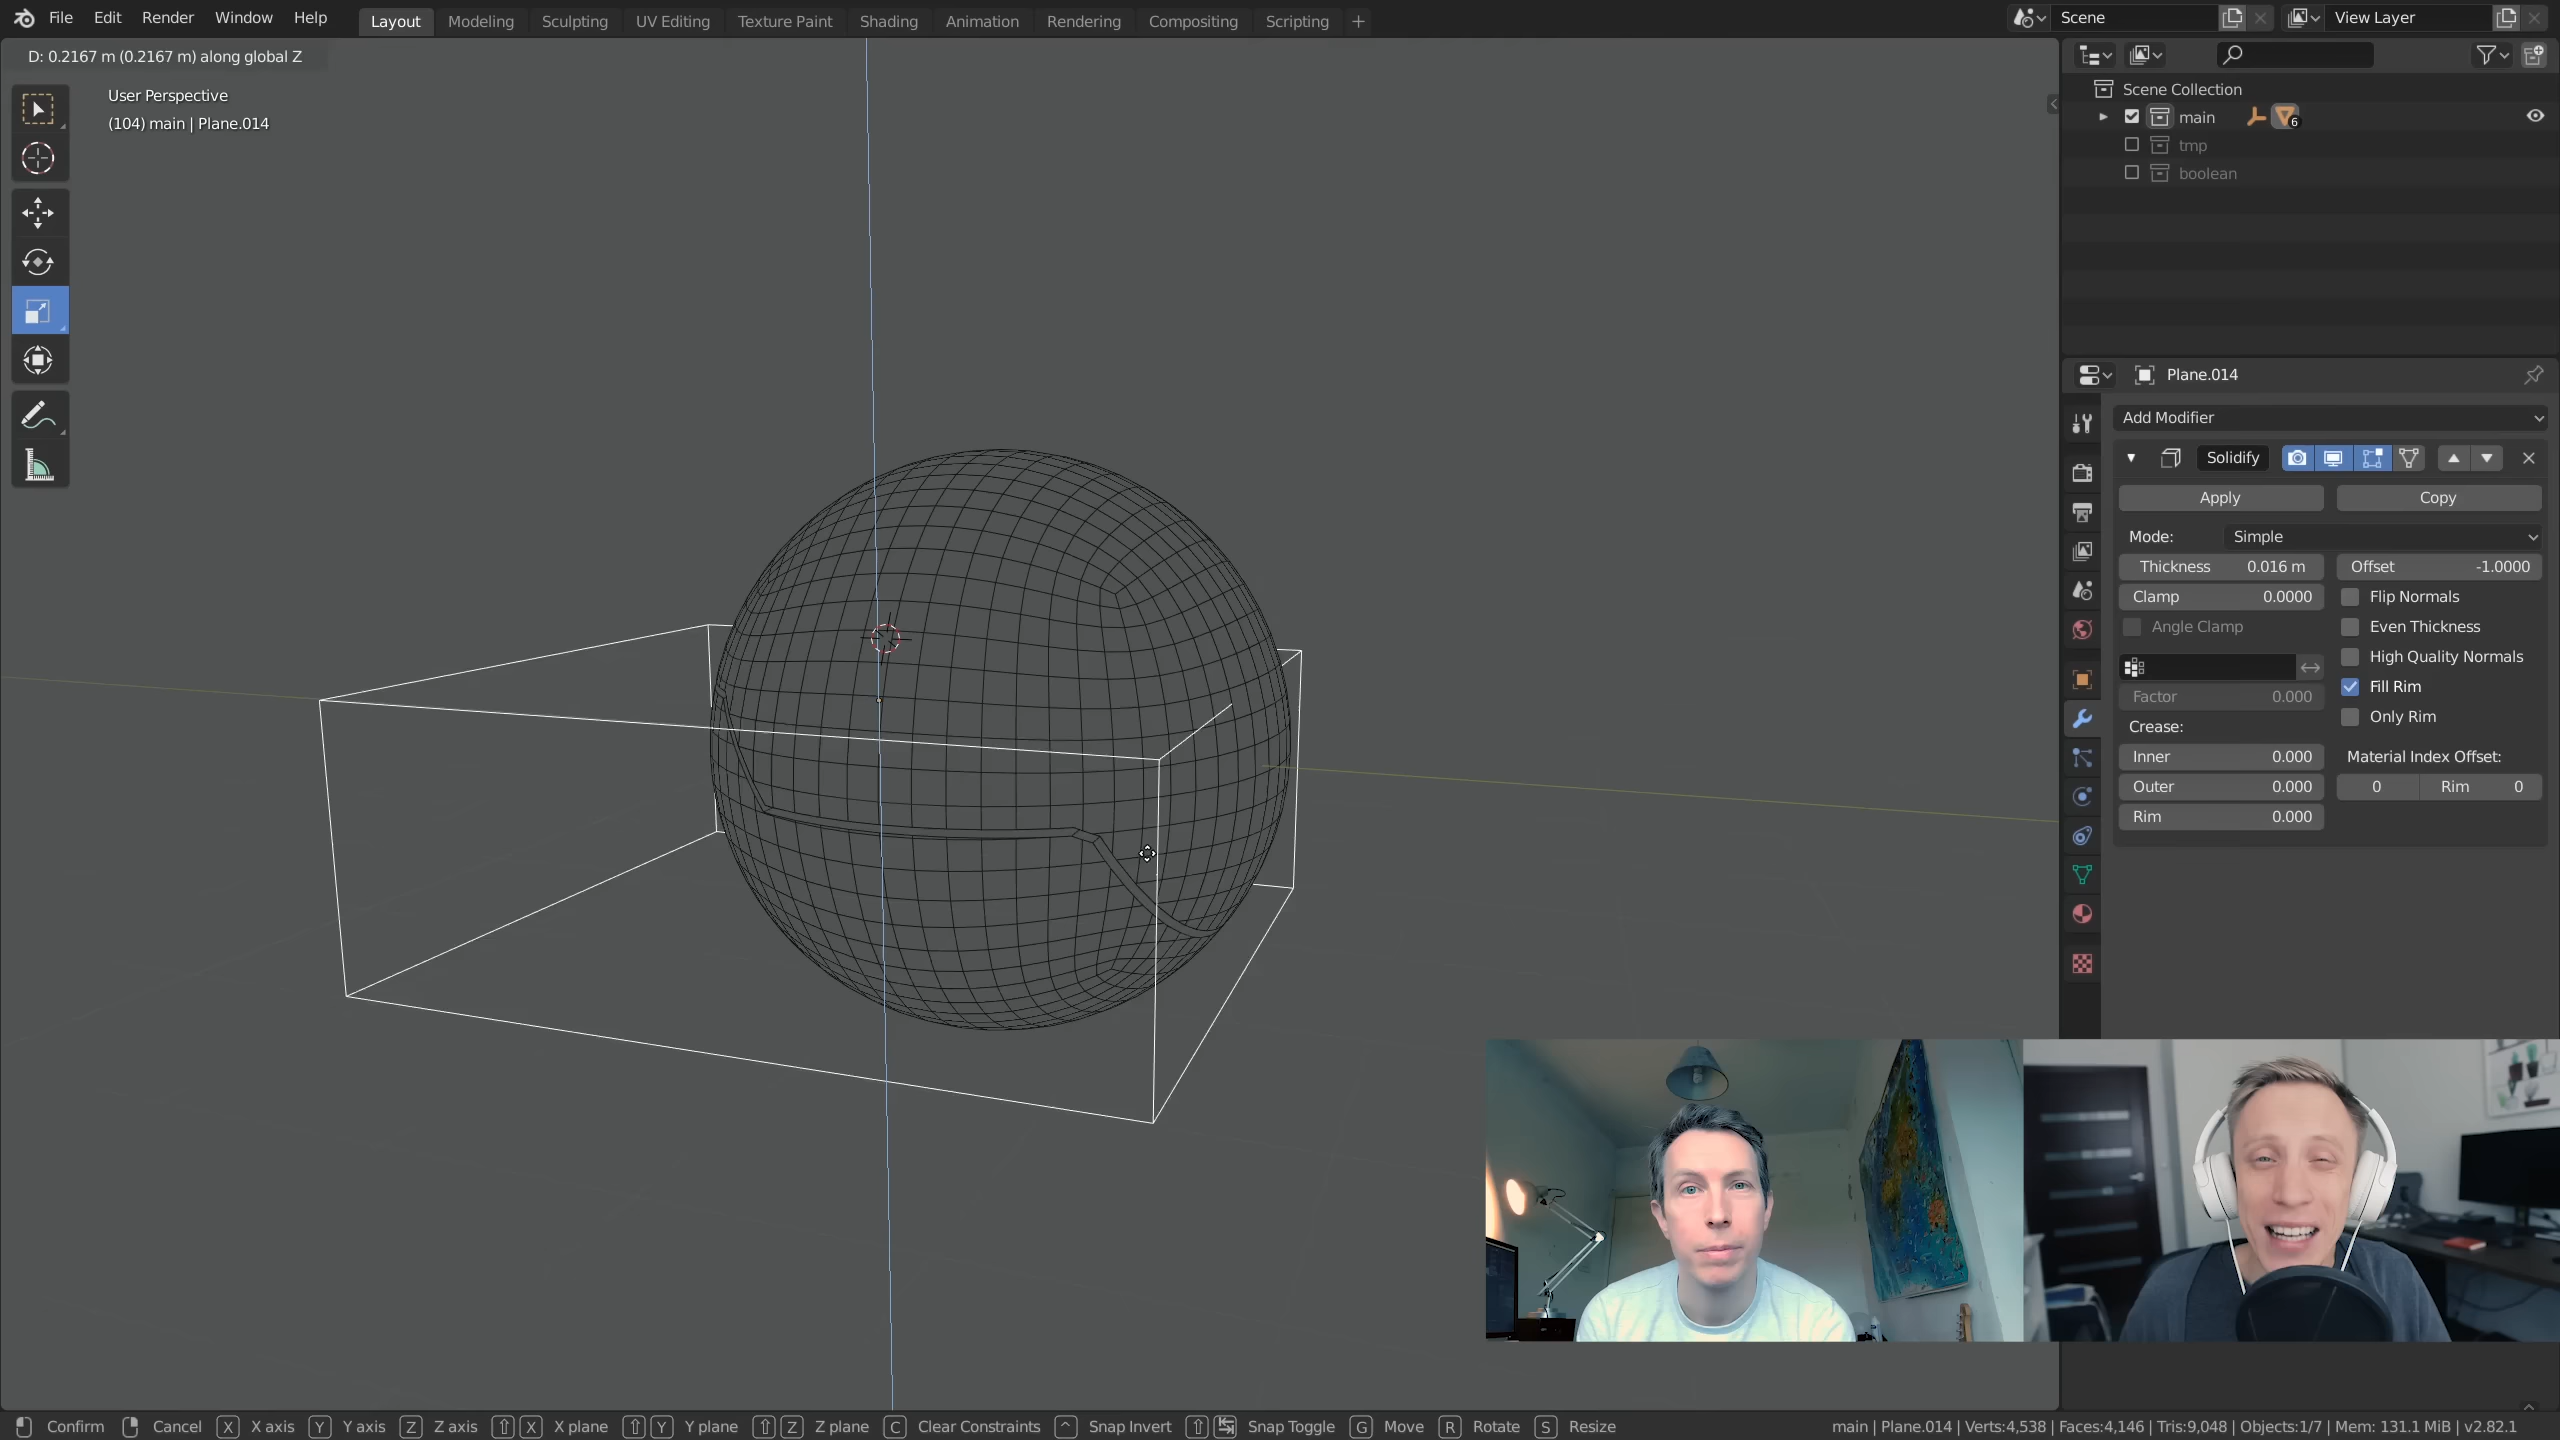 File Edit Render Window Help Layout Modeling Sculpting UV Editing Texture Paint Shading Animation Rendering Compositing Scripting + Scene View Layer
D: 0.2167 m (0.2167 m) along global Z
User Perspective
(104) main | Plane.014
Scene Collection
main 6
tmp
boolean
Plane.014
Add Modifier
Solidify
Apply Copy
Mode: Simple
Thickness 0.016 m Offset -1.0000
Clamp 0.0000 Flip Normals
Angle Clamp Even Thickness
High Quality Normals
Factor 0.000 Fill Rim
Crease: Only Rim
Inner 0.000 Material Index Offset:
Outer 0.000 0 Rim 0
Rim 0.000
Confirm Cancel X X axis Y Y axis Z Z axis X X plane Y Y plane Z Z plane C Clear Constraints ^ Snap Invert Snap Toggle G Move R Rotate S Resize main | Plane.014 | Verts:4,538 | Faces:4,146 | Tris:9,048 | Objects:1/7 | Mem: 131.1 MiB | v2.82.1